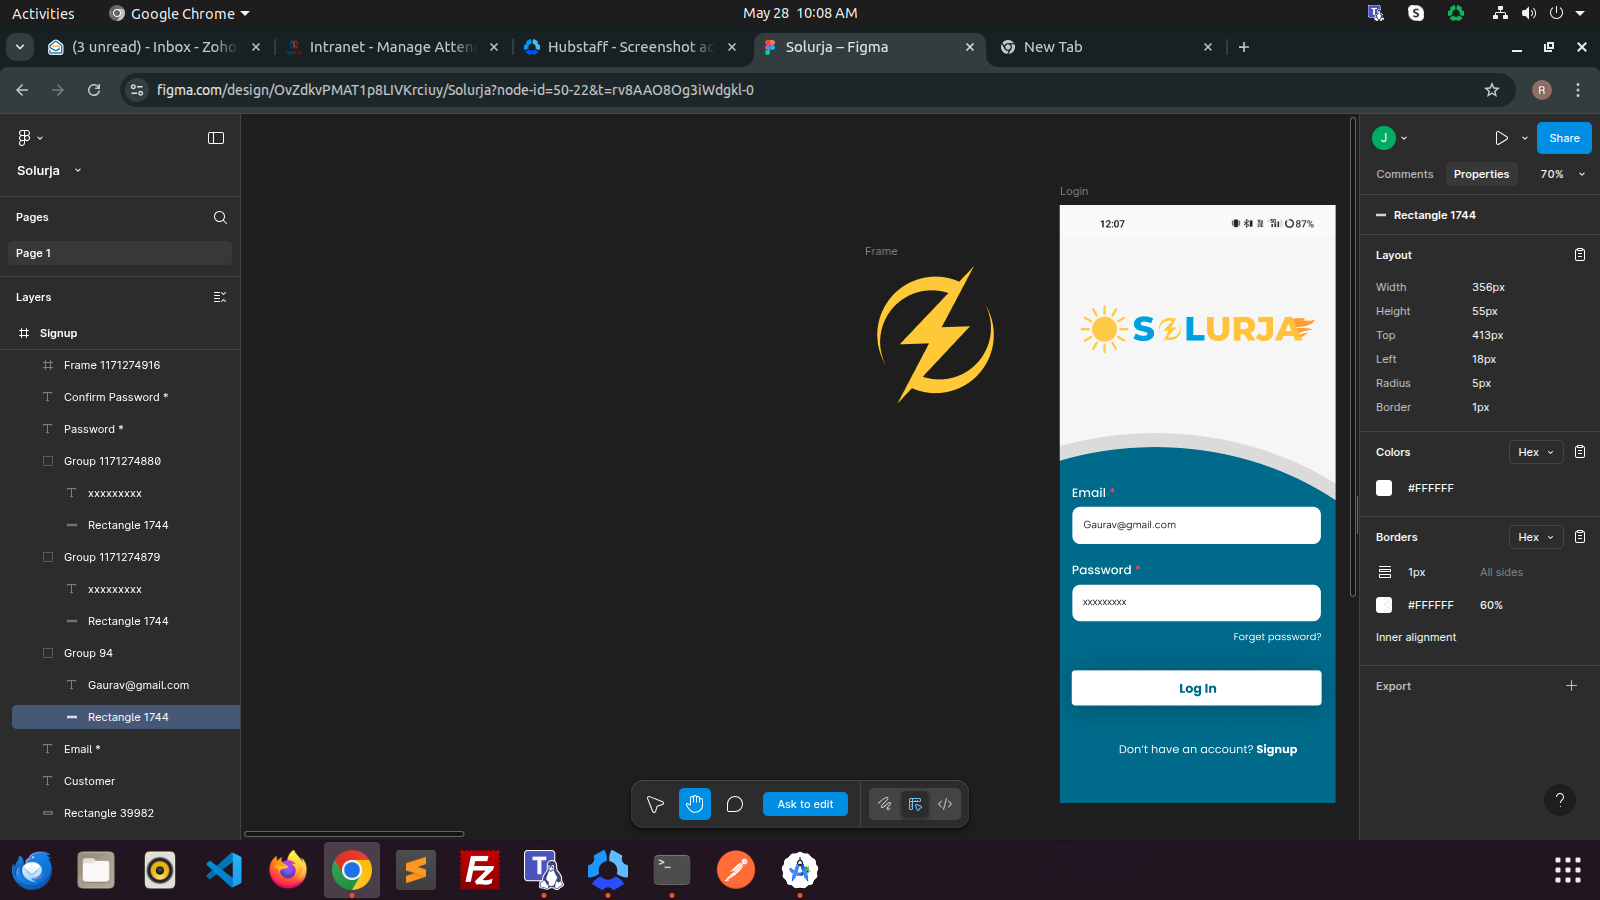 Activities
Google Chrome
May 28 10:08 AM
(3 unread) - Inbox - Zoho
Intranet - Manage Atten
Hubstaff - Screenshot ac
Solurja – Figma
New Tab
figma.com/design/OvZdkvPMAT1p8LIVKrciuy/Solurja?node-id=50-22&t=rv8AAO8Og3iWdgkl-0
R
Solurja
Pages
Page 1
Layers
Signup
Frame 1171274916
Confirm Password *
Password *
Group 1171274880
xxxxxxxxx
Rectangle 1744
Group 1171274879
xxxxxxxxx
Rectangle 1744
Group 94
Gaurav@gmail.com
Rectangle 1744
Email *
Customer
Rectangle 39982
Frame
Login
12:07
87%
SOLURJA
Email *
Gaurav@gmail.com
Password *
xxxxxxxxx
Forget password?
Log In
Don't have an account? Signup
Ask to edit
J
Share
Comments
Properties
70%
Rectangle 1744
Layout
Width 356px
Height 55px
Top 413px
Left 18px
Radius 5px
Border 1px
Colors
Hex
#FFFFFF
Borders
Hex
1px All sides
#FFFFFF 60%
Inner alignment
Export
?